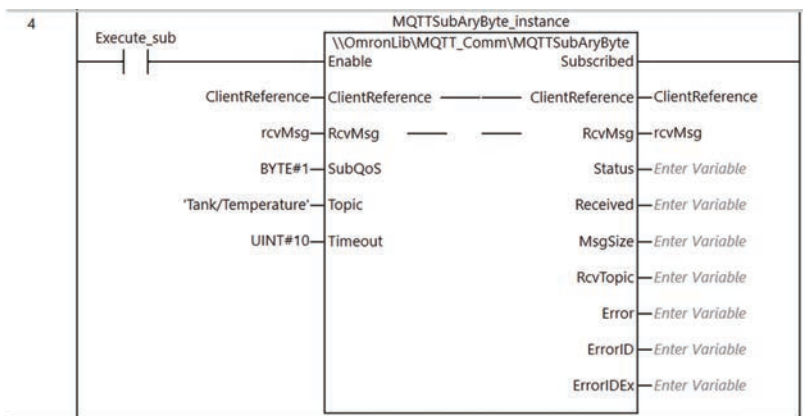 4
MQTTSubAryByte_instance
Execute_sub
\\OmronLib\MQTT_Comm\MQTTSubAryByte
Enable Subscribed
ClientReference ClientReference ClientReference ClientReference
rcvMsg RcvMsg RcvMsg rcvMsg
BYTE#1 SubQoS Status Enter Variable
'Tank/Temperature' Topic Received Enter Variable
UINT#10 Timeout MsgSize Enter Variable
RcvTopic Enter Variable
Error Enter Variable
ErrorID Enter Variable
ErrorIDEx Enter Variable